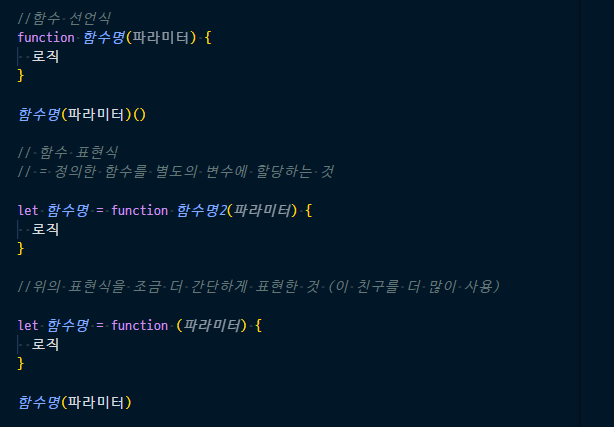 //함수 선언식
function 함수명(파라미터) {
  로직
}
함수명(파라미터)()
// 함수 표현식
// = 정의한 함수를 별도의 변수에 할당하는 것
let 함수명 = function 함수명2(파라미터) {
  로직
}
//위의 표현식을 조금 더 간단하게 표현한 것 (이 친구를 더 많이 사용)
let 함수명 = function (파라미터) {
  로직
}
함수명(파라미터)